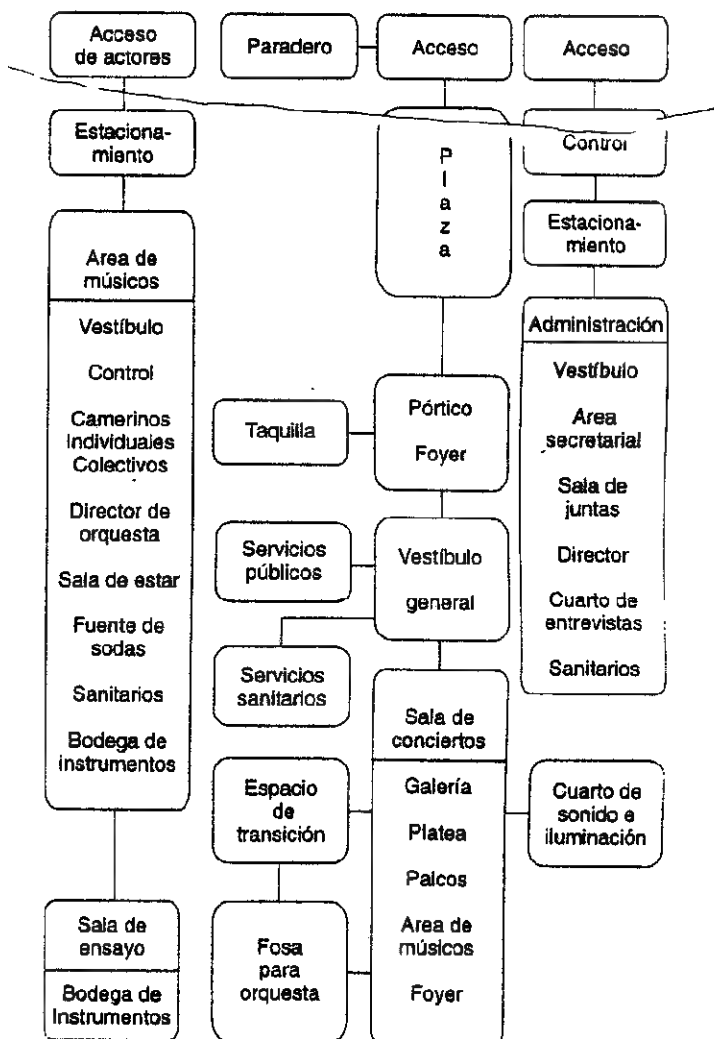 Acceso
de actores
Estaciona-
miento
Area de
músicos
Vestíbulo
Control
Camerinos
Individuales
Colectivos
Director de
orquesta
Sala de estar
Fuente de
sodas
Sanitarios
Bodega de
instrumentos
Sala de
ensayo
Bodega de
Instrumentos
Paradero
Acceso
P
l
a
z
a
Taquilla
Pórtico
Foyer
Servicios
públicos
Vestíbulo
general
Servicios
sanitarios
Sala de
conciertos
Galería
Platea
Palcos
Area de
músicos
Foyer
Espacio
de
transición
Fosa
para
orquesta
Cuarto de
sonido e
iluminación
Acceso
Control
Estaciona-
miento
Administración
Vestíbulo
Area
secretarial
Sala de
juntas
Director
Cuarto de
entrevistas
Sanitarios